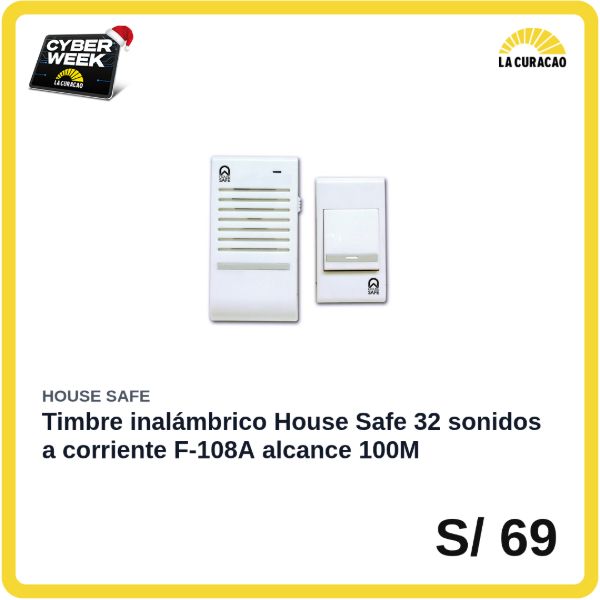 CYBER
WEEK
LA CURACAO
LA CURACAO
HOUSE
SAFE
HOUSE
SAFE
HOUSE SAFE
Timbre inalámbrico House Safe 32 sonidos
a corriente F-108A alcance 100M
S/ 69